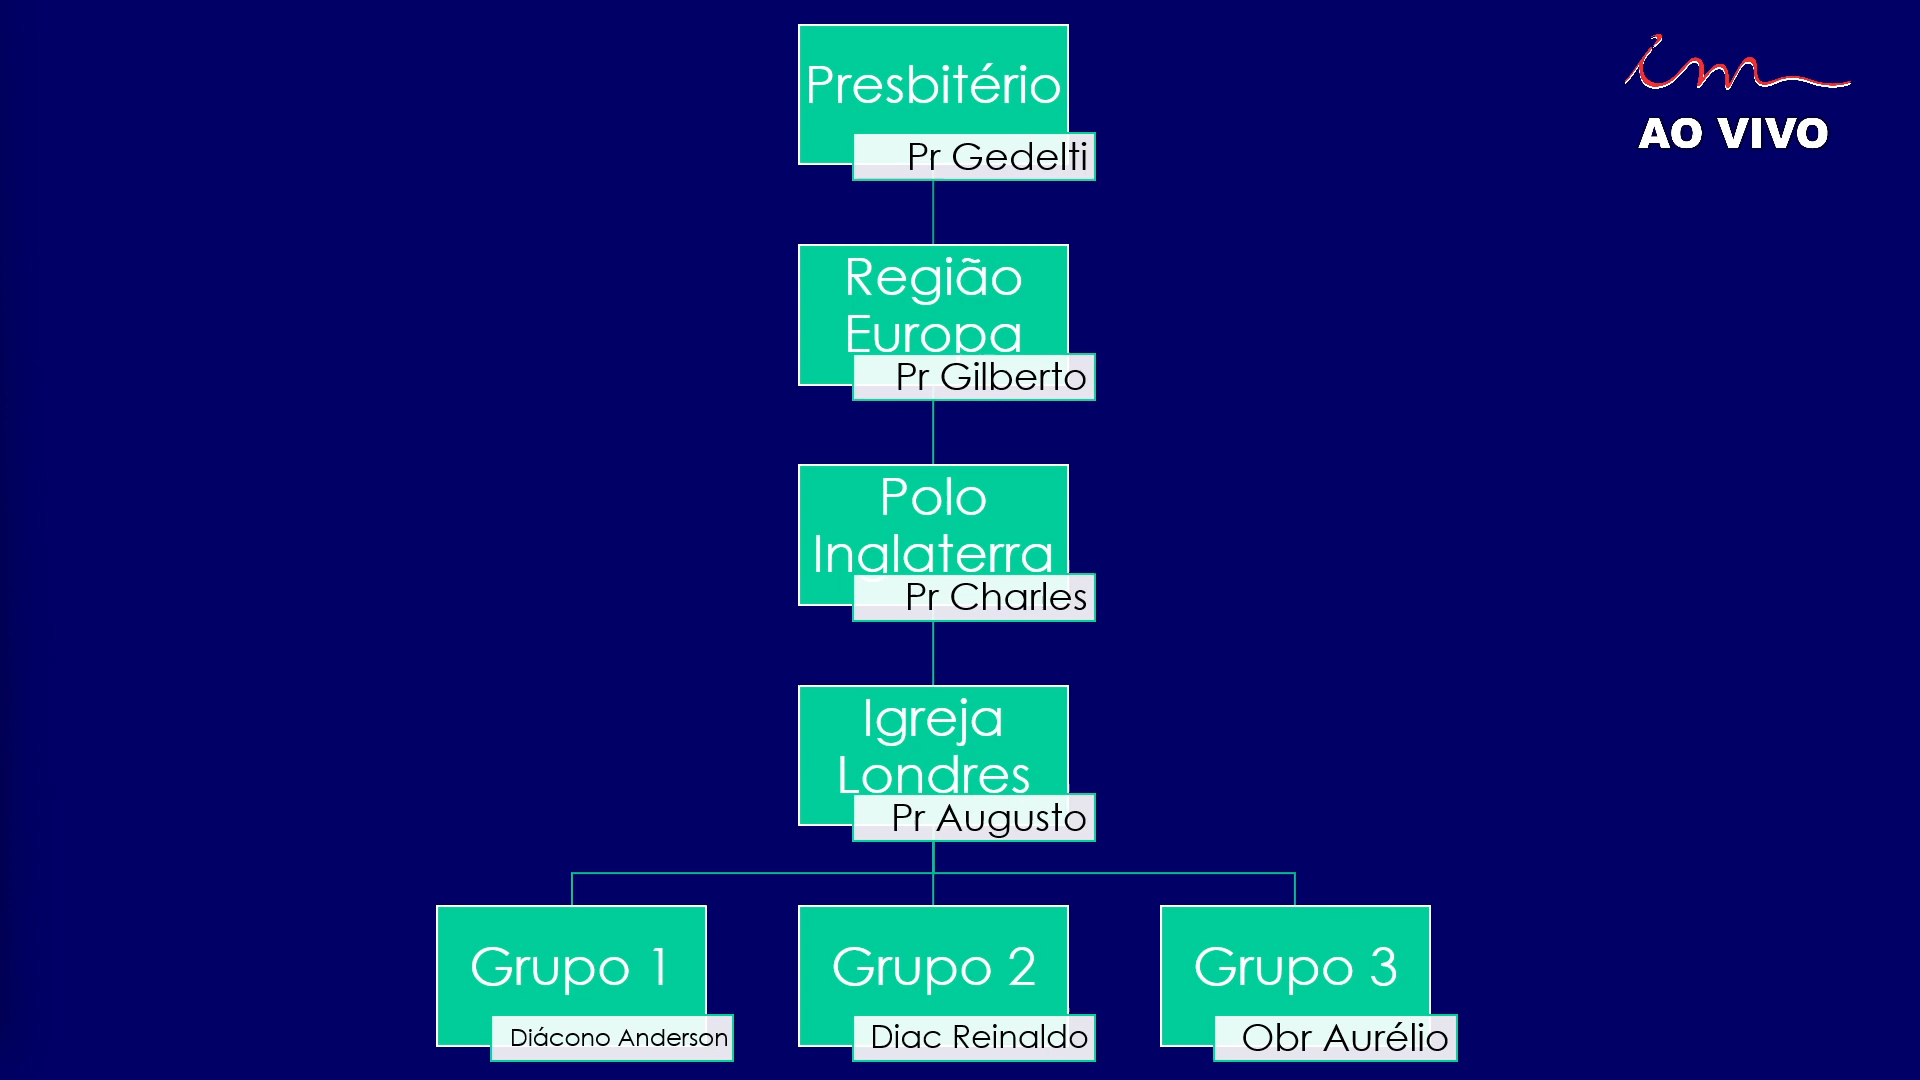 Presbitério
Pr Gedelti
im
AO VIVO
Região
Europa
Pr Gilberto
Polo
Inglaterra
Pr Charles
Igreja
Londres
Pr Augusto
Grupo 1
Diácono Anderson
Grupo 2
Diac Reinaldo
Grupo 3
Obr Aurélio